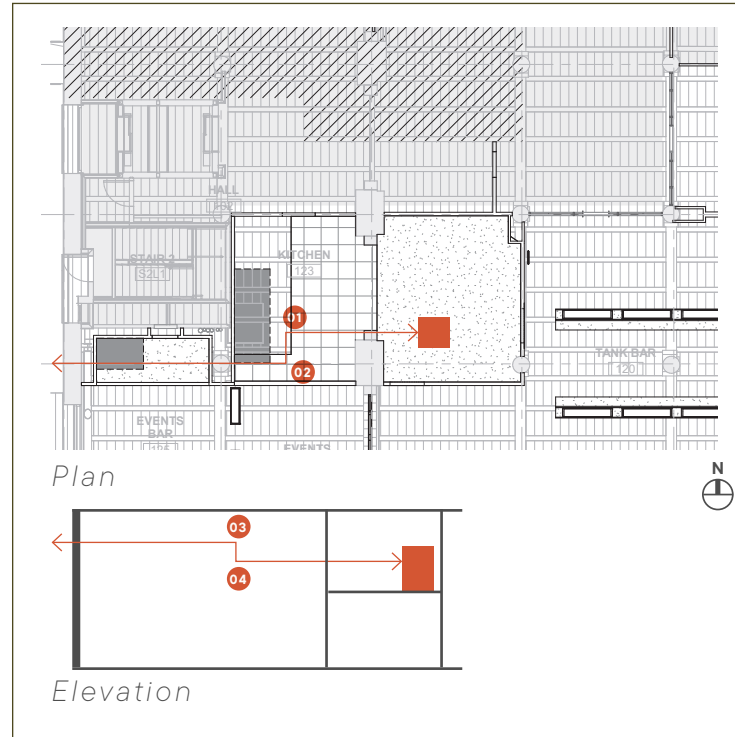 HALL
STAIR 2
S2L1
KITCHEN
123
01
02
TANK BAR
120
EVENTS
BAR
EVENTS
Plan
N
03
04
Elevation